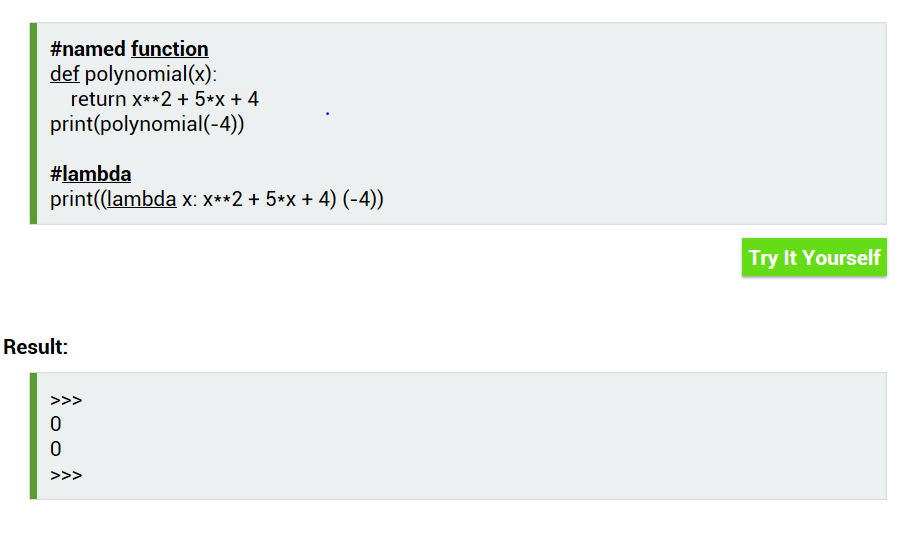 #named function
def polynomial(x):
    return x**2 + 5*x + 4
print(polynomial(-4))
#lambda
print((lambda x: x**2 + 5*x + 4) (-4))
Try It Yourself
Result:
>>>
0
0
>>>